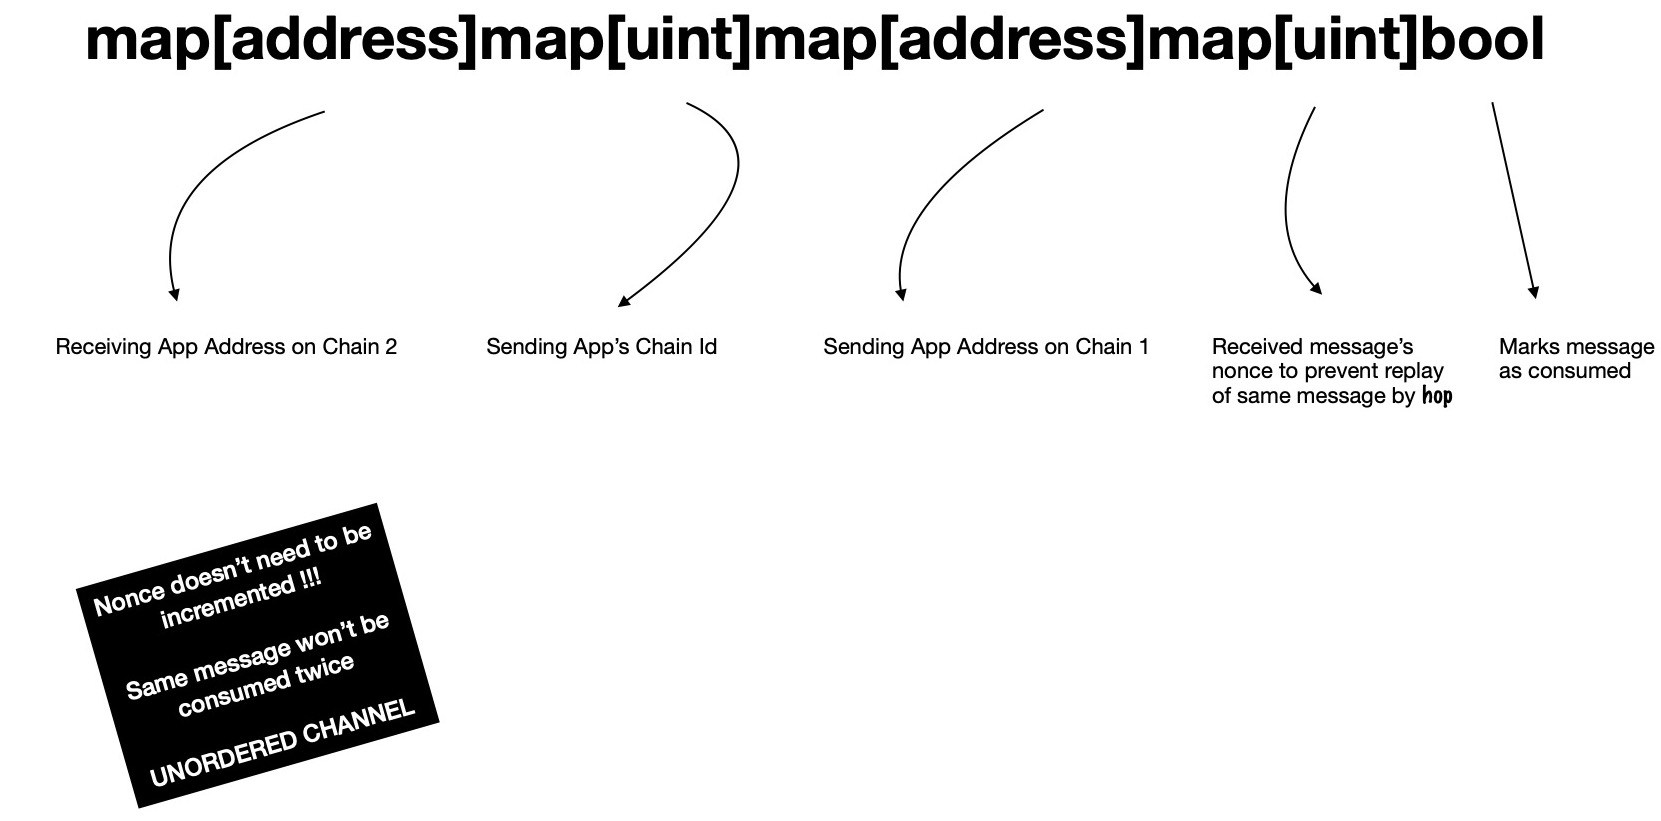 map[address]map[uint]map[address]map[uint]bool
Receiving App Address on Chain 2
Sending App’s Chain Id
Sending App Address on Chain 1
Received message’s
nonce to prevent replay
of same message by hop
Marks message
as consumed
Nonce doesn’t need to be
incremented !!!
Same message won’t be
consumed twice
UNORDERED CHANNEL